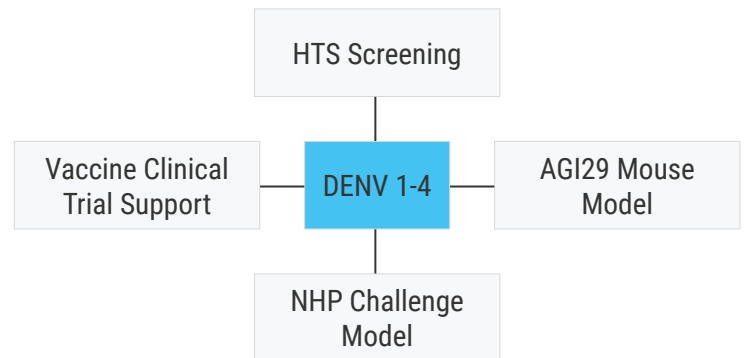 HTS Screening
Vaccine Clinical
Trial Support
DENV 1-4
AGI29 Mouse
Model
NHP Challenge
Model